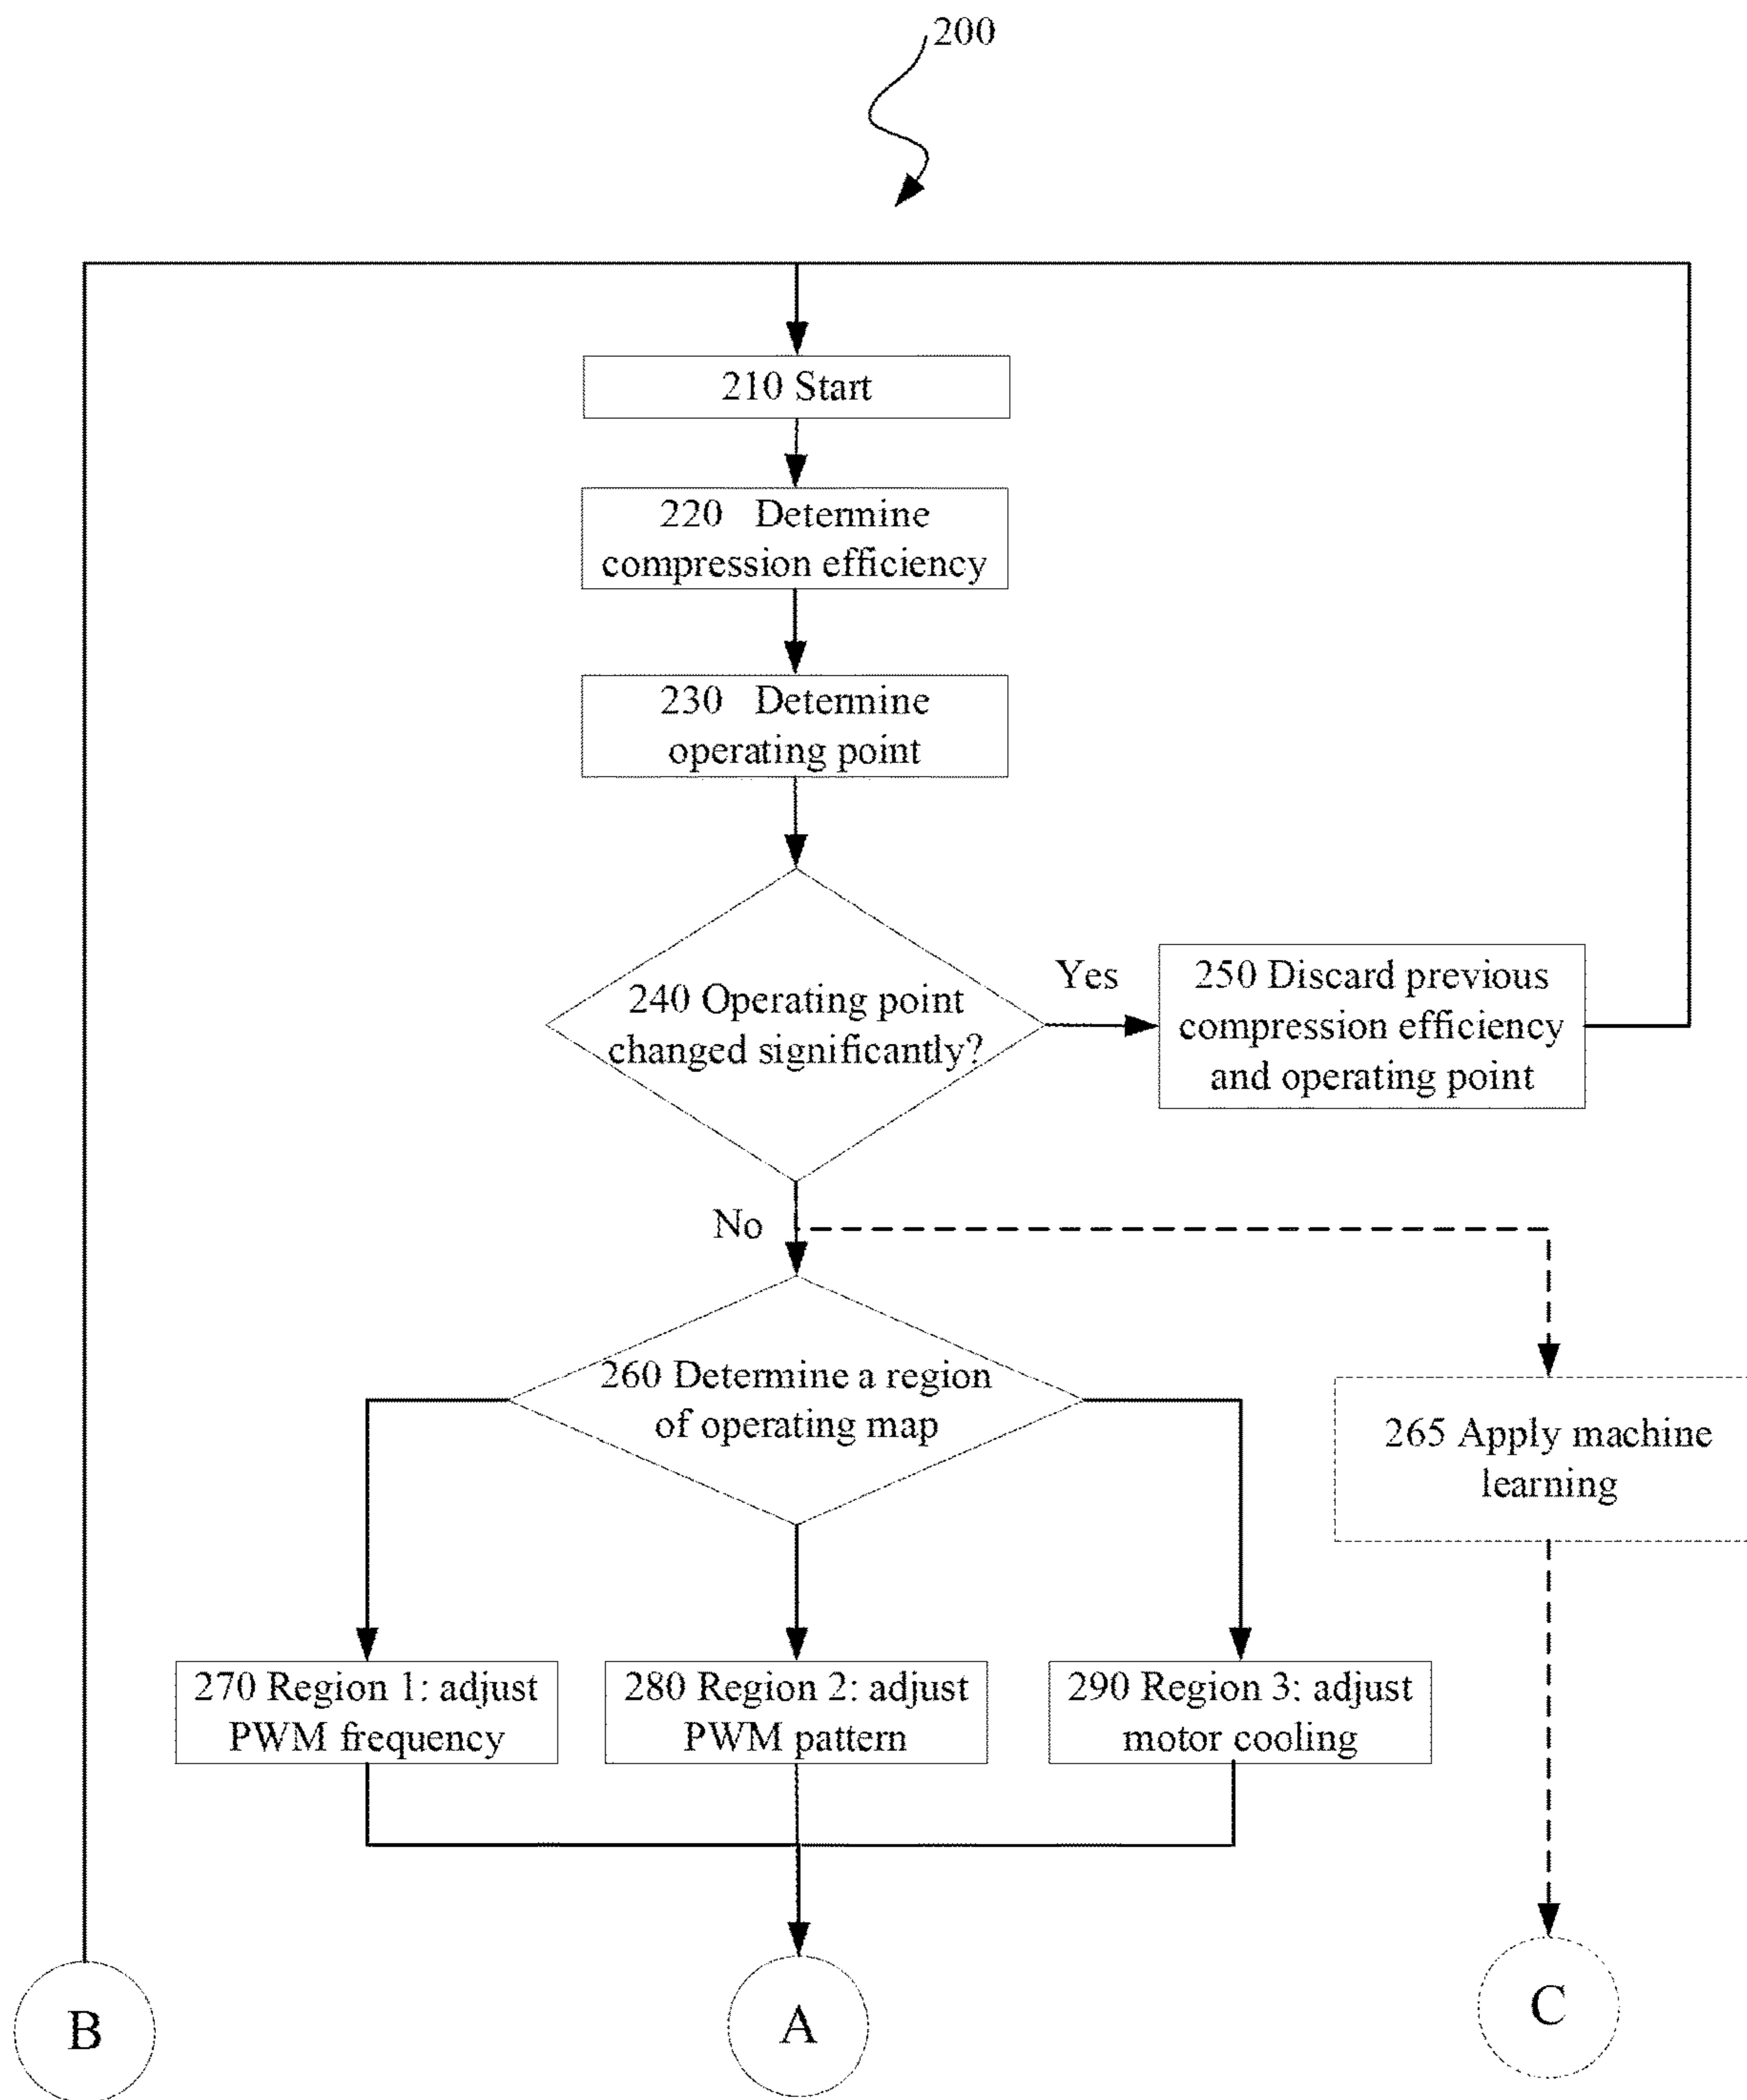 200
210 Start
220 Determine
compression efficiency
230 Determine
operating point
240 Operating point
changed significantly?
Yes
250 Discard previous
compression efficiency
and operating point
No
260 Determine a region
of operating map
265 Apply machine
learning
270 Region 1: adjust
PWM frequency
280 Region 2: adjust
PWM pattern
290 Region 3: adjust
motor cooling
B
A
C